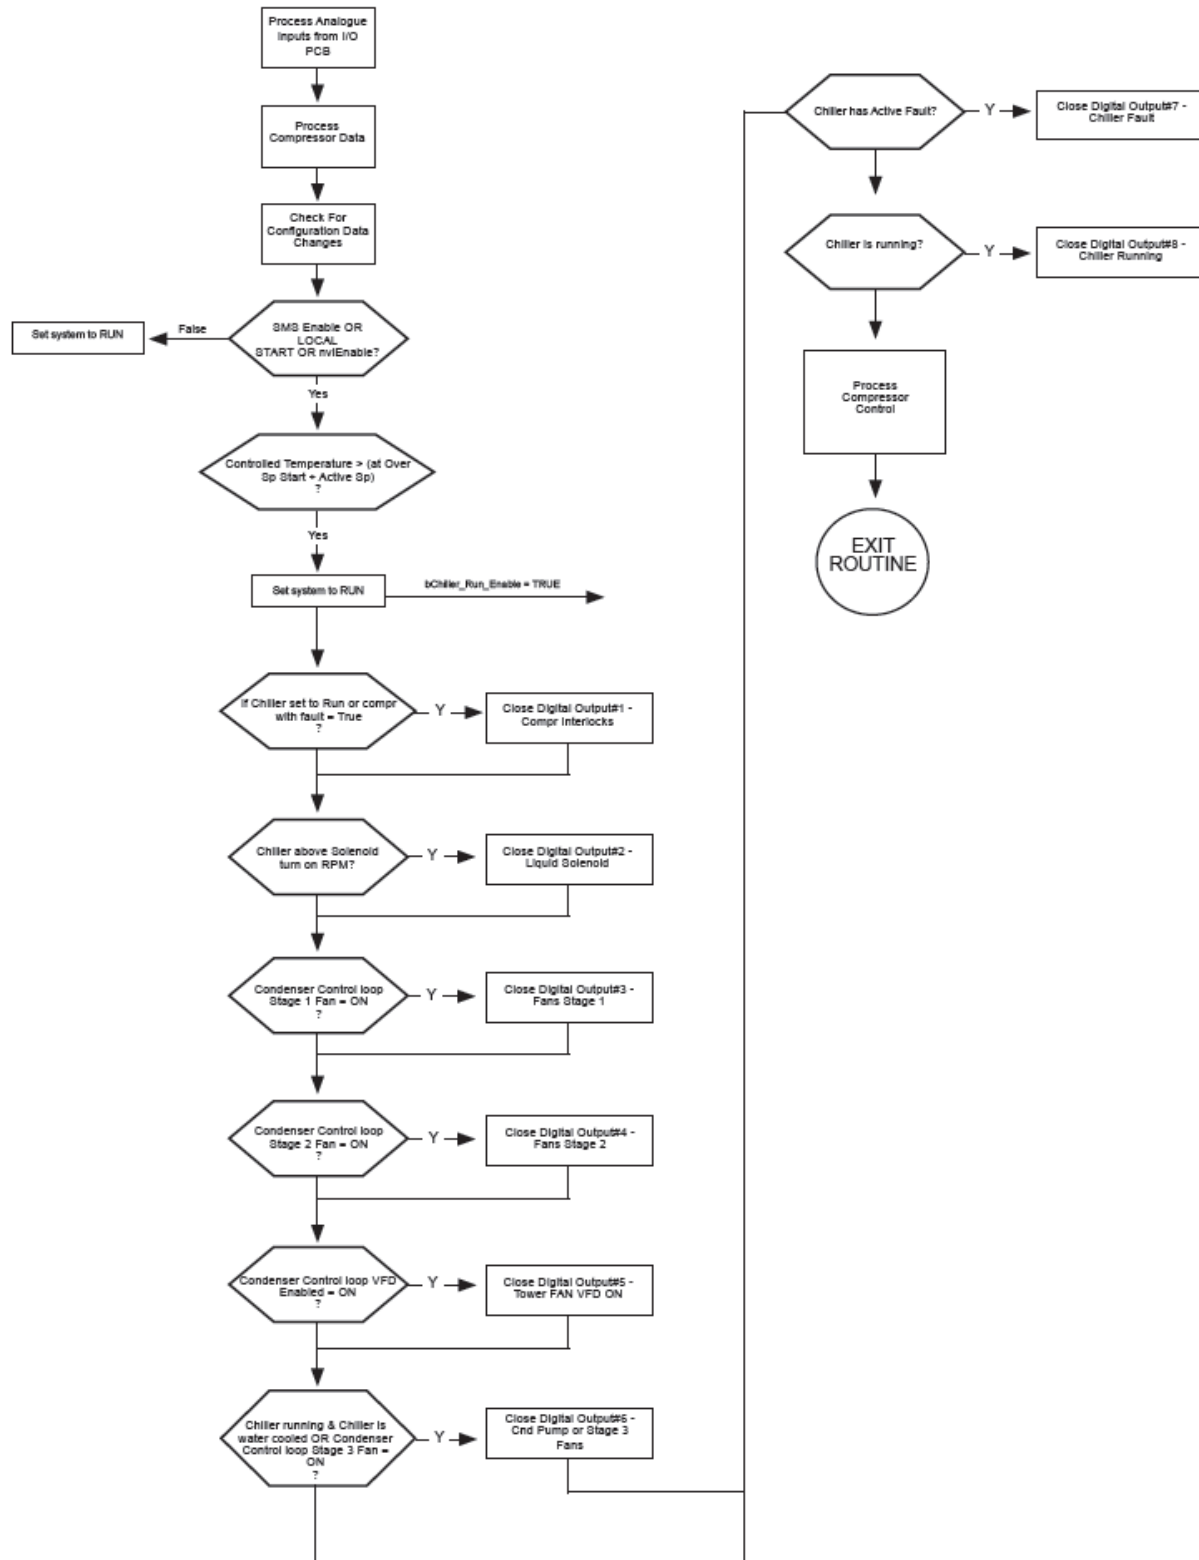 Process Analogue
Inputs from I/O
PCB
Process
Compressor Data
Check For
Configuration Data
Changes
SMS Enable OR
LOCAL
START OR nviEnable?
False
Set system to RUN
Yes
Controlled Temperature > (at Over
Sp Start + Active Sp)
?
Yes
Set system to RUN
bChiller_Run_Enable = TRUE
If Chiller set to Run or compr
with fault = True
?
Y
Close Digital Output#1 -
Compr Interlocks
Chiller above Solenoid
turn on RPM?
Y
Close Digital Output#2 -
Liquid Solenoid
Condenser Control loop
Stage 1 Fan = ON
?
Y
Close Digital Output#3 -
Fans Stage 1
Condenser Control loop
Stage 2 Fan = ON
?
Y
Close Digital Output#4 -
Fans Stage 2
Condenser Control loop VFD
Enabled = ON
?
Y
Close Digital Output#5 -
Tower FAN VFD ON
Chiller running & Chiller is
water cooled OR Condenser
Control loop Stage 3 Fan =
ON
?
Y
Close Digital Output#6 -
Cnd Pump or Stage 3
Fans
Chiller has Active Fault?
Y
Close Digital Output#7 -
Chiller Fault
Chiller is running?
Y
Close Digital Output#8 -
Chiller Running
Process
Compressor
Control
EXIT
ROUTINE